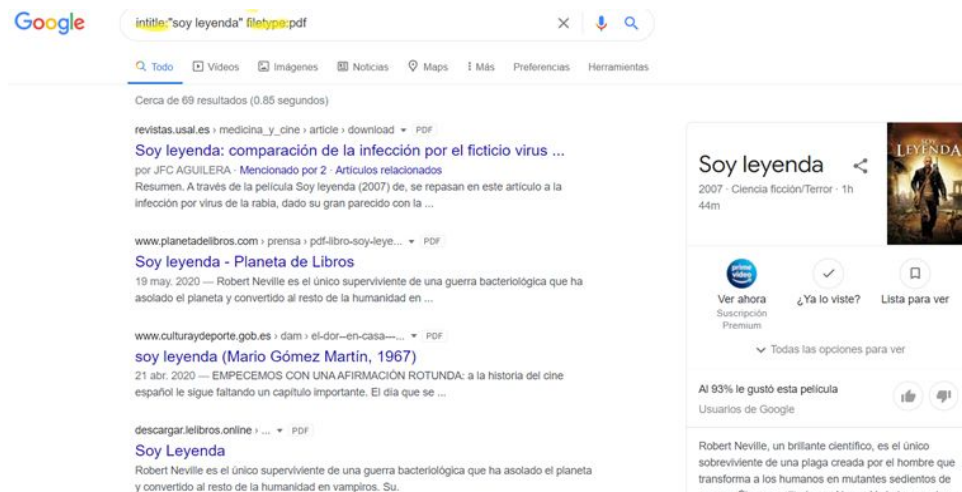 Google
intitle:"soy leyenda" filetype:pdf
Todo Vídeos Imágenes Noticias Maps Más Preferencias Herramientas
Cerca de 69 resultados (0.85 segundos)
revistas.usal.es › medicina_y_cine › article › download PDF
Soy leyenda: comparación de la infección por el ficticio virus ...
por JFC AGUILERA · Mencionado por 2 · Artículos relacionados
Resumen. A través de la película Soy leyenda (2007) de, se repasan en este artículo a la
infección por virus de la rabia, dado su gran parecido con la ...
www.planetadelibros.com › prensa › pdf-libro-soy-leye... PDF
Soy leyenda - Planeta de Libros
19 may. 2020 — Robert Neville es el único superviviente de una guerra bacteriológica que ha
asolado el planeta y convertido al resto de la humanidad en ...
www.culturaydeporte.gob.es › dam › el-dor--en-casa---... PDF
soy leyenda (Mario Gómez Martín, 1967)
21 abr. 2020 — EMPECEMOS CON UNA AFIRMACIÓN ROTUNDA: a la historia del cine
español le sigue faltando un capítulo importante. El día que se ...
descargar.lelibros.online › ... PDF
Soy Leyenda
Robert Neville es el único superviviente de una guerra bacteriológica que ha asolado el planeta
y convertido al resto de la humanidad en vampiros. Su.
Soy leyenda
2007 · Ciencia ficción/Terror · 1h
44m
SOY
LEYENDA
prime
video
Ver ahora ¿Ya lo viste? Lista para ver
Suscripción
Premium
Todas las opciones para ver
Al 93% le gustó esta película
Usuarios de Google
Robert Neville, un brillante científico, es el único
sobreviviente de una plaga creada por el hombre que
transforma a los humanos en mutantes sedientos de